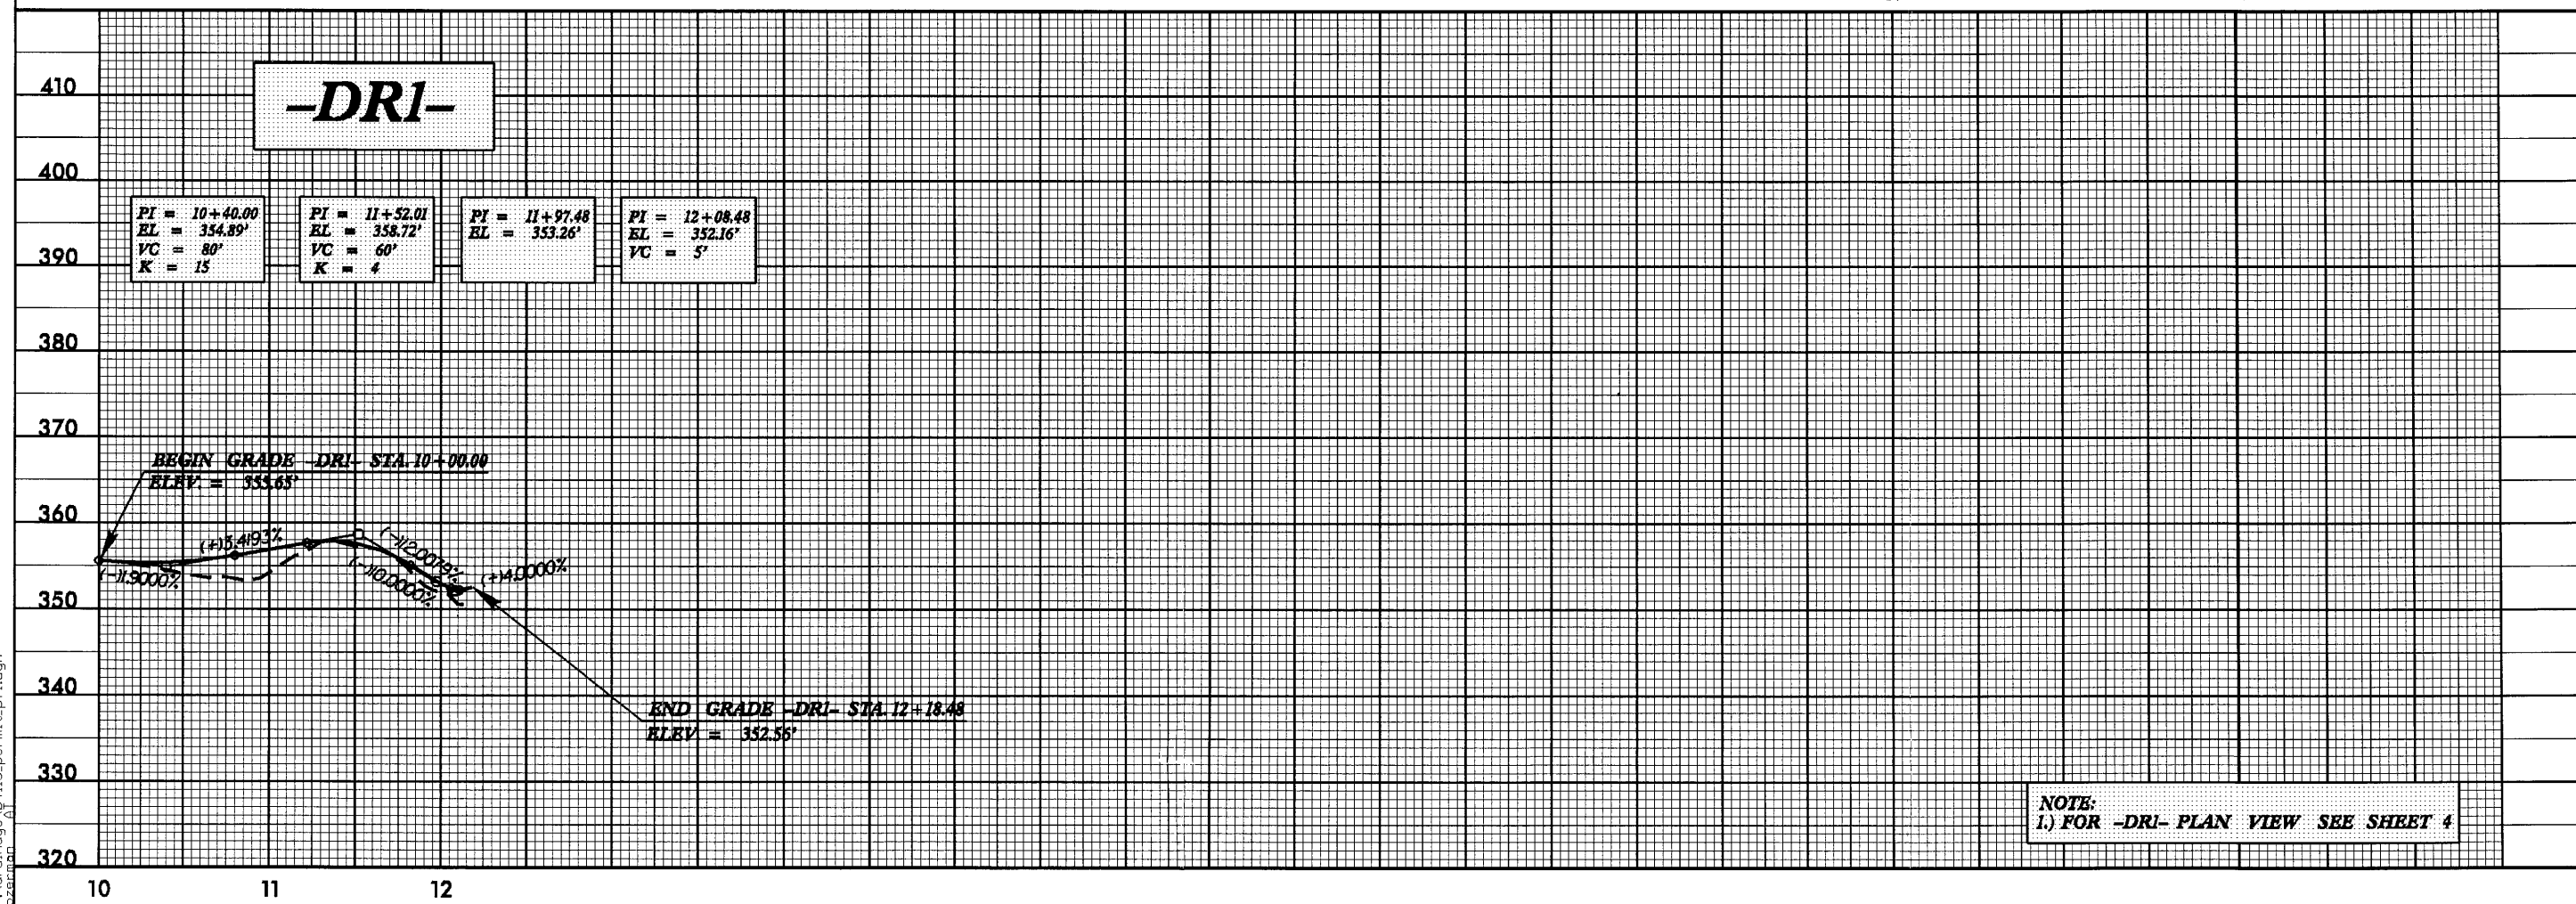 410
–DR1–
400
PI = 10+40.00
EL = 354.89'
VC = 80'
K = 15
PI = 11+52.01
EL = 358.72'
VC = 60'
K = 4
PI = 11+97.48
EL = 353.26'
PI = 12+08.48
EL = 352.16'
VC = 5'
390
380
370
BEGIN GRADE –DR1– STA. 10+00.00
ELEV. = 355.65'
360
(+)3.4193%
(–)12.0079%
(–)1.9000%
(–)10.0000%
(+)4.0000%
350
340
END GRADE –DR1– STA. 12+18.48
ELEV = 352.56'
330
NOTE:
1.) FOR –DR1– PLAN VIEW SEE SHEET 4
320
10 11 12